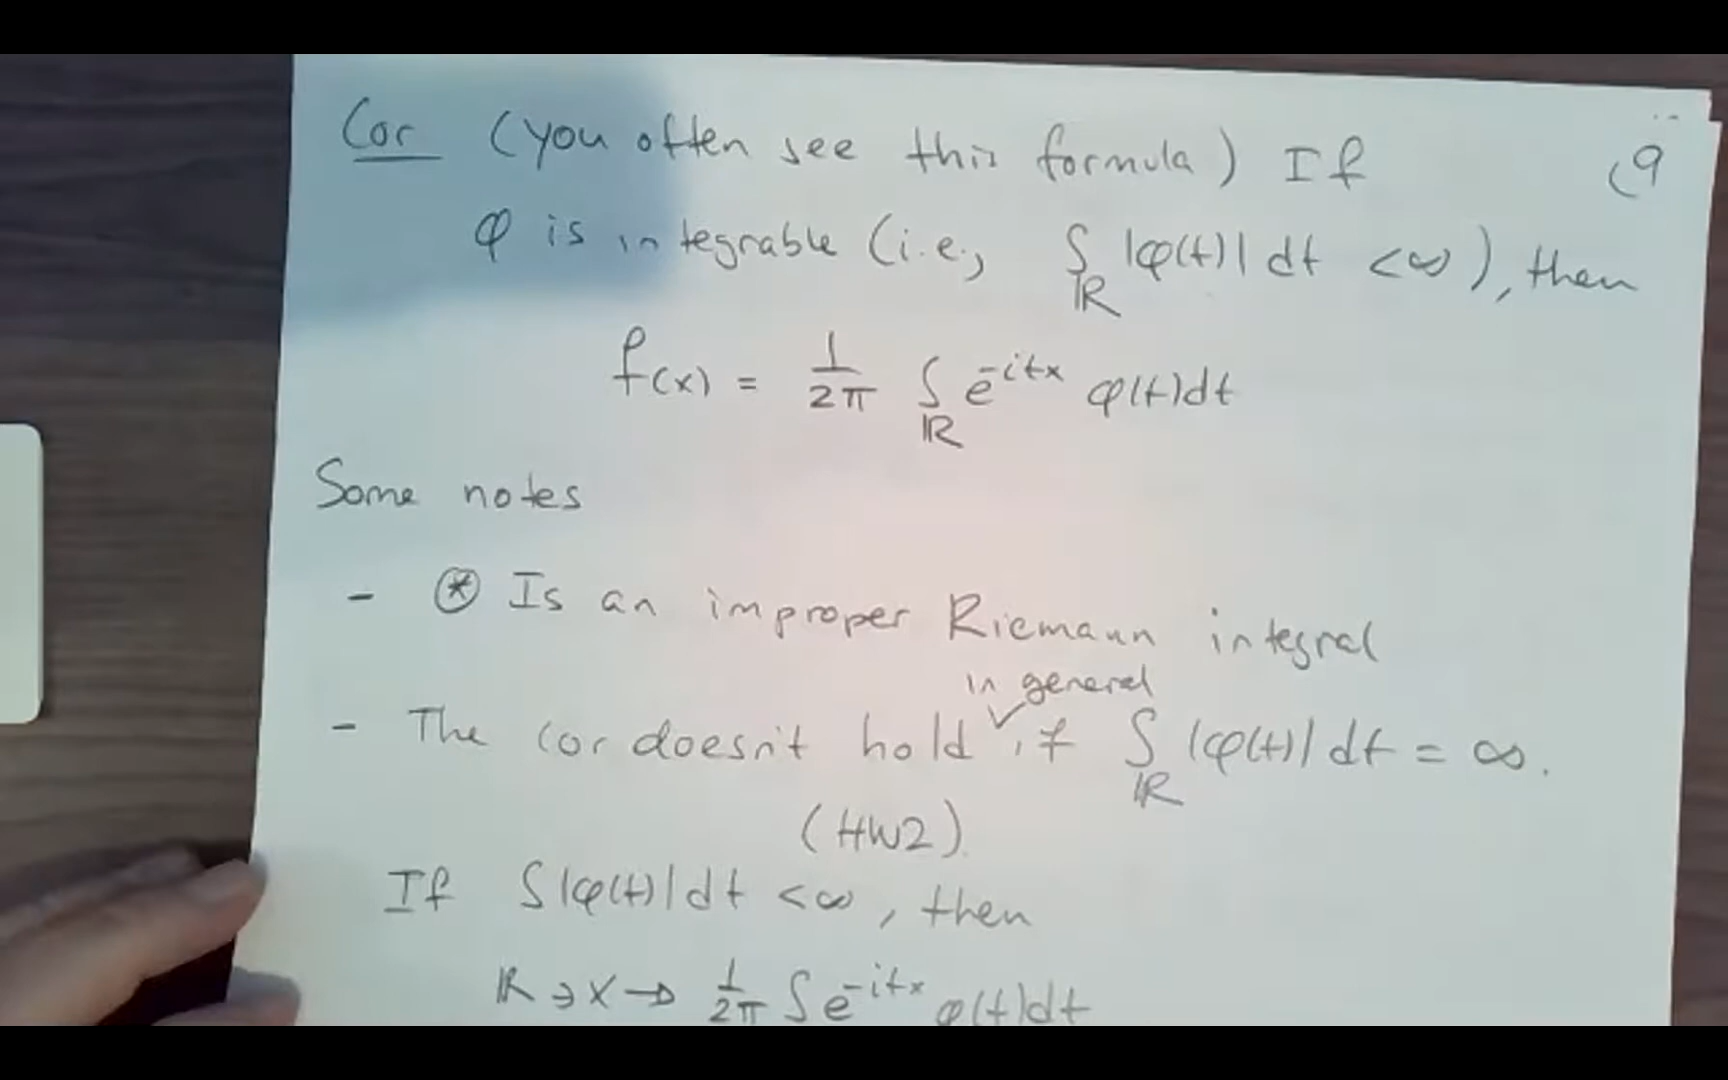 Cor (you often see this formula) If
(9
φ is integrable (i.e., ∫_ℝ |φ(t)| dt < ∞), then
f(x) = 1/2π ∫_ℝ e^{-itx} φ(t)dt
Some notes
- ⊛ Is an improper Riemann integral
in general
- The cor doesn't hold ✓ if ∫_ℝ |φ(t)| dt = ∞.
(HW2).
If ∫|φ(t)|dt < ∞, then
ℝ ∋ x → 1/2π ∫ e^{-itx} φ(t)dt